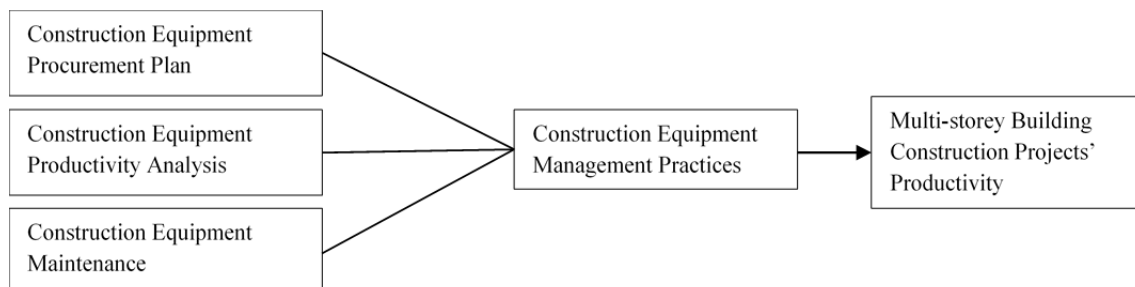 Construction Equipment
Procurement Plan
Construction Equipment
Productivity Analysis
Construction Equipment
Maintenance
Construction Equipment
Management Practices
Multi-storey Building
Construction Projects’
Productivity